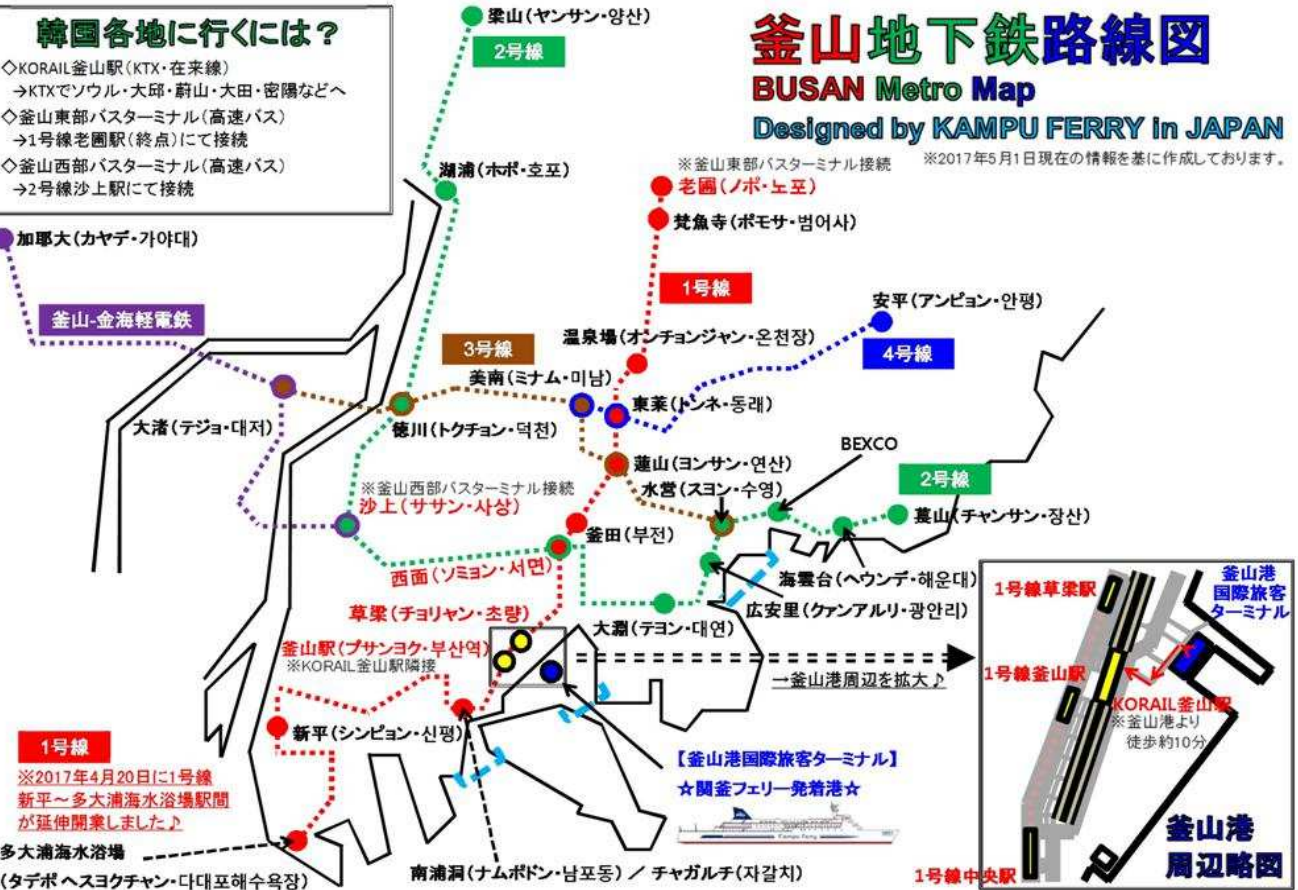 韓国各地に行くには？
◇KORAIL釜山駅(KTX・在来線)
→KTXでソウル・大邱・蔚山・大田・密陽などへ
◇釜山東部バスターミナル(高速バス)
→1号線老圃駅(終点)にて接続
◇釜山西部バスターミナル(高速バス)
→2号線沙上駅にて接続
釜山地下鉄路線図
BUSAN Metro Map
Designed by KAMPU FERRY in JAPAN
※2017年5月1日現在の情報を基に作成しております。
梁山(ヤンサン・양산)
2号線
湖浦(ホポ・호포)
※釜山東部バスターミナル接続
老圃(ノポ・노포)
梵魚寺(ポモサ・범어사)
加耶大(カヤデ・가야대)
釜山-金海軽電鉄
1号線
安平(アンピョン・안평)
温泉場(オンチョンジャン・온천장)
3号線
4号線
美南(ミナム・미남)
大渚(テジョ・대저)
徳川(トクチョン・덕천)
東莱(トンネ・동래)
BEXCO
蓮山(ヨンサン・연산)
水営(スヨン・수영)
2号線
※釜山西部バスターミナル接続
沙上(ササン・사상)
萇山(チャンサン・장산)
釜田(부전)
西面(ソミョン・서면)
海雲台(ヘウンデ・해운대)
草梁(チョリャン・초량)
広安里(クァンアルリ・광안리)
大淵(テヨン・대연)
釜山駅(プサンヨク・부산역)
※KORAIL釜山駅隣接
→釜山港周辺を拡大♪
新平(シンピョン・신평)
1号線
※2017年4月20日に1号線
新平～多大浦海水浴場駅間
が延伸開業しました♪
【釜山港国際旅客ターミナル】
☆関釜フェリー発着港☆
多大浦海水浴場
(タデポ ヘスヨクチャン・다대포해수욕장)
南浦洞(ナムポドン・남포동) / チャガルチ(자갈치)
1号線草梁駅
釜山港
国際旅客
ターミナル
1号線釜山駅
KORAIL釜山駅
※釜山港より
徒歩約10分
釜山港
周辺略図
1号線中央駅